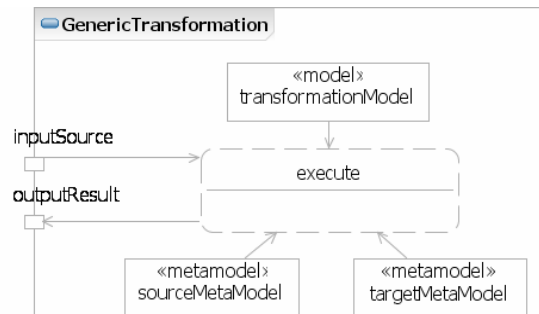 GenericTransformation
«model»
transformationModel
inputSource
execute
outputResult
«metamodel»
sourceMetaModel
«metamodel»
targetMetaModel